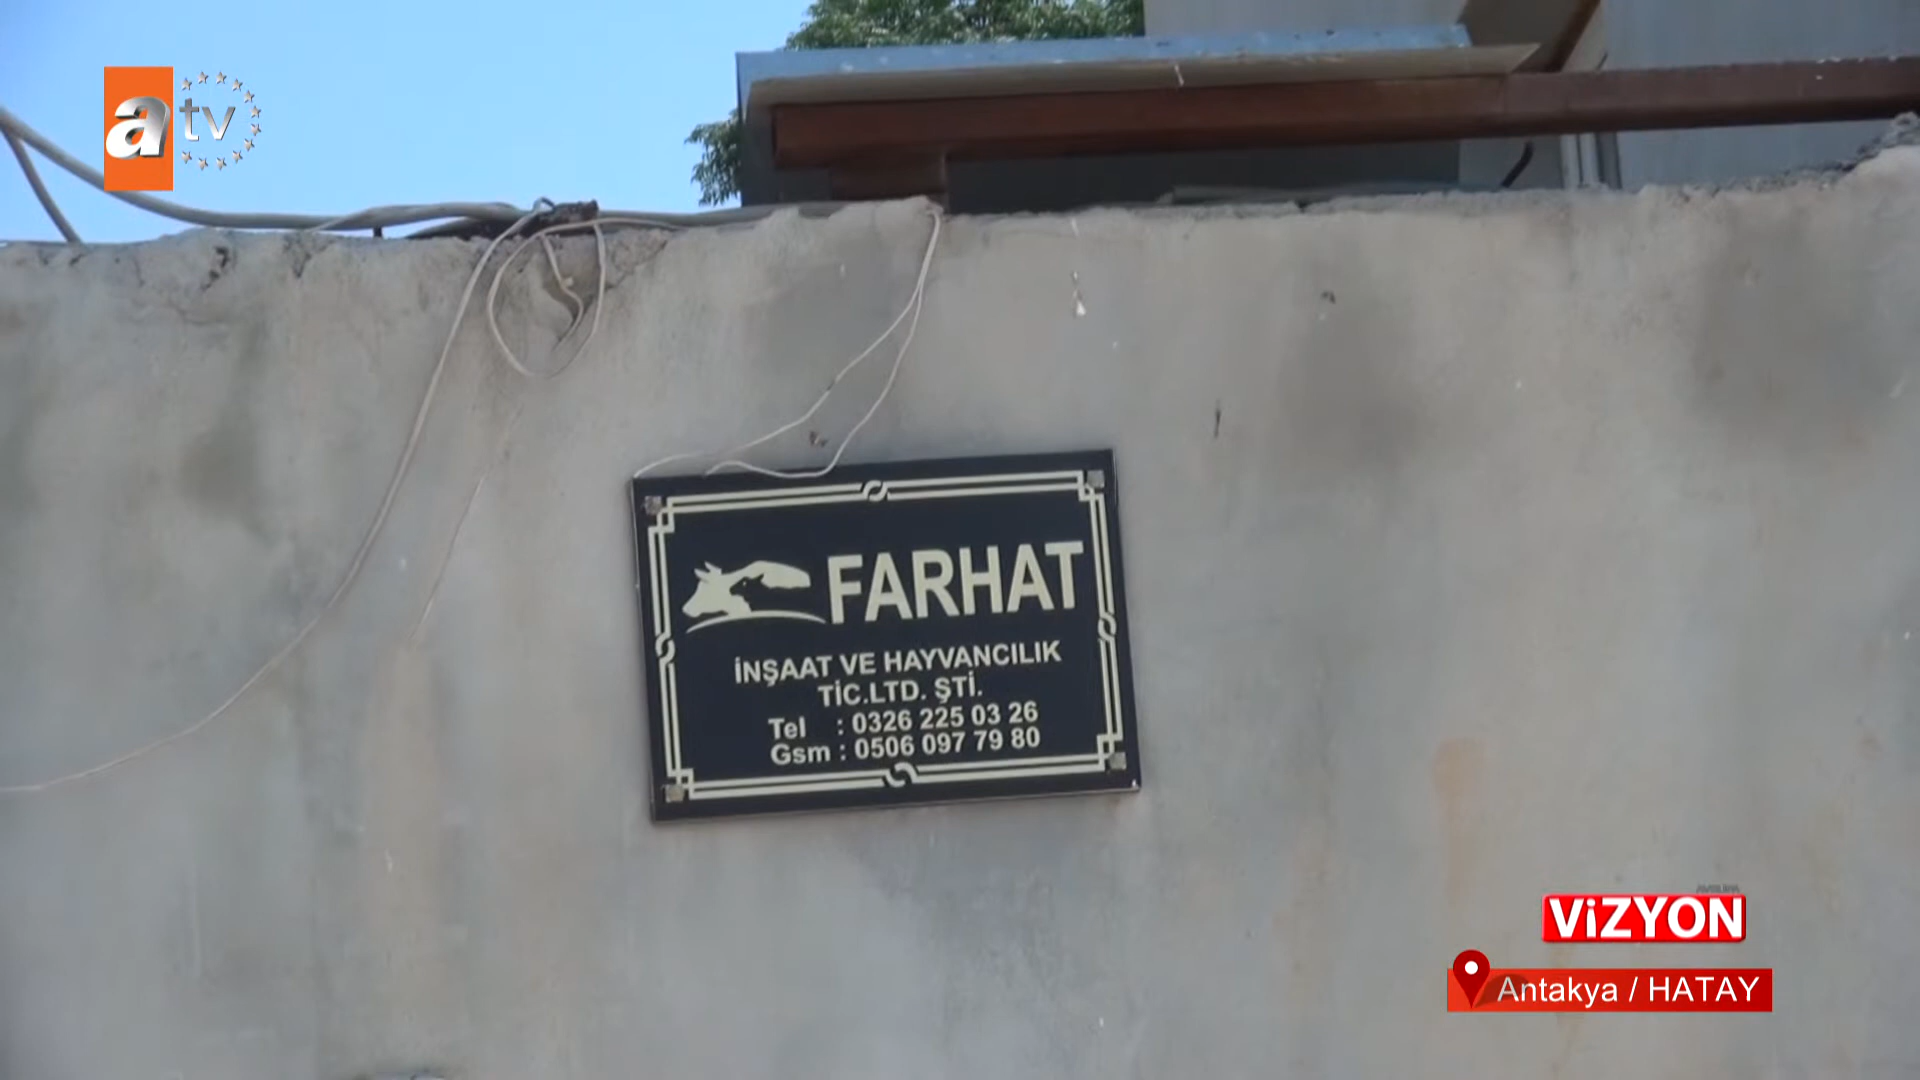 atv
FARHAT
İNŞAAT VE HAYVANCILIK
TİC.LTD. ŞTİ.
Tel : 0326 225 03 26
Gsm : 0506 097 79 80
AVRUPA
ViZYON
Antakya / HATAY